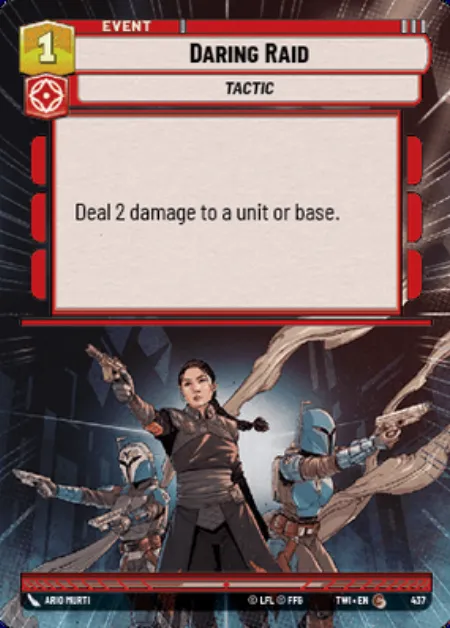 EVENT
1
DARING RAID
TACTIC
Deal 2 damage to a unit or base.
ARIO MURTI
© LFL © FFG
TWI • EN
437